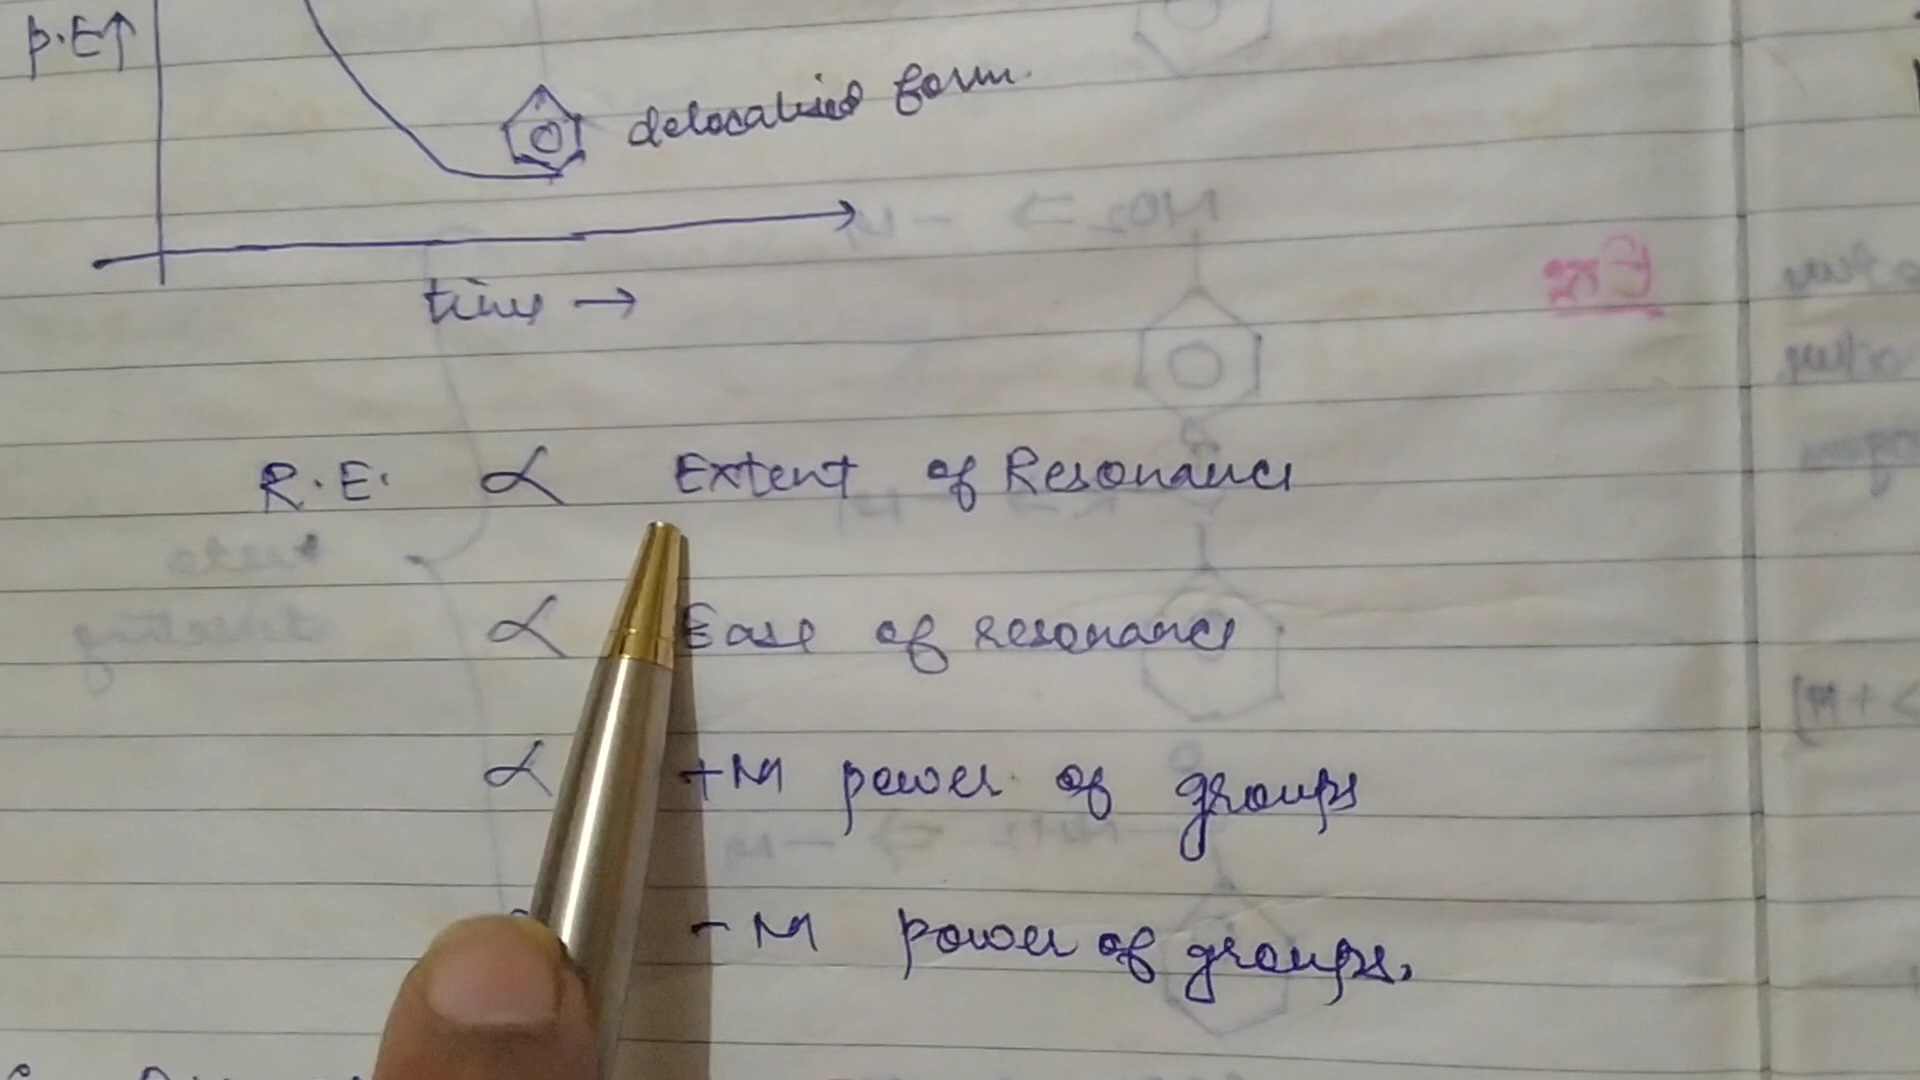 P.E↑
delocalised form.
time →
R.E. ∝ Extent of Resonance
∝ Ease of resonance
∝ +M power of groups
- M power of groups.